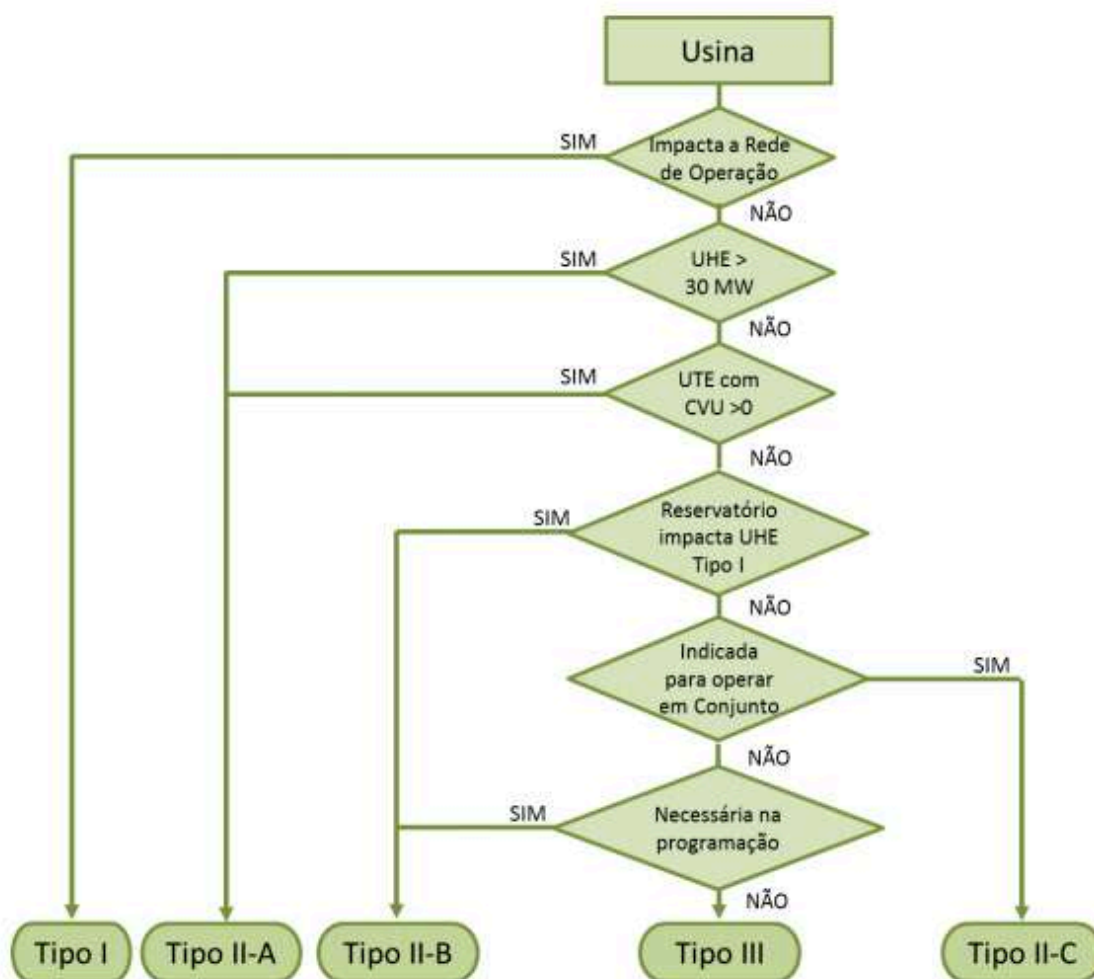 Usina
SIM
Impacta a Rede
de Operação
NÃO
SIM
UHE >
30 MW
NÃO
SIM
UTE com
CVU >0
NÃO
SIM
Reservatório
impacta UHE
Tipo I
NÃO
Indicada
para operar
em Conjunto
SIM
NÃO
SIM
Necessária na
programação
NÃO
Tipo I
Tipo II-A
Tipo II-B
Tipo III
Tipo II-C